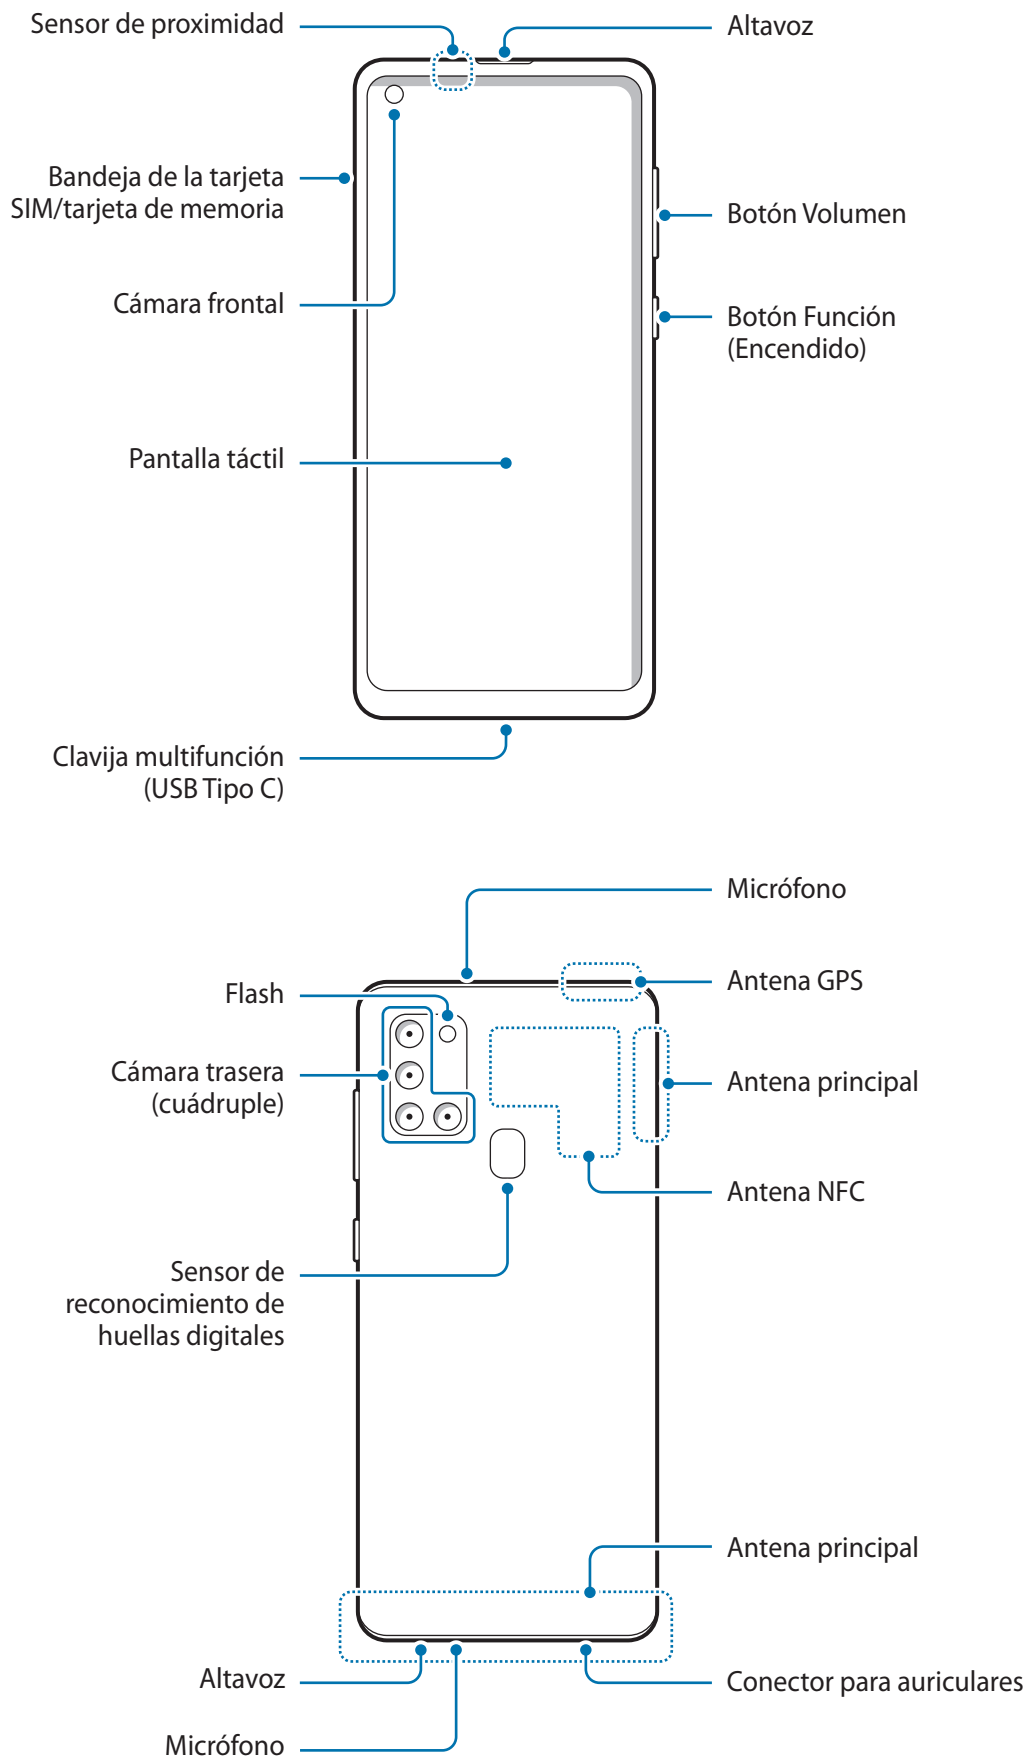 Sensor de proximidad
Altavoz
Bandeja de la tarjeta
SIM/tarjeta de memoria
Botón Volumen
Cámara frontal
Botón Función
(Encendido)
Pantalla táctil
Clavija multifunción
(USB Tipo C)
Micrófono
Antena GPS
Flash
Cámara trasera
(cuádruple)
Antena principal
Antena NFC
Sensor de
reconocimiento de
huellas digitales
Antena principal
Altavoz
Conector para auriculares
Micrófono